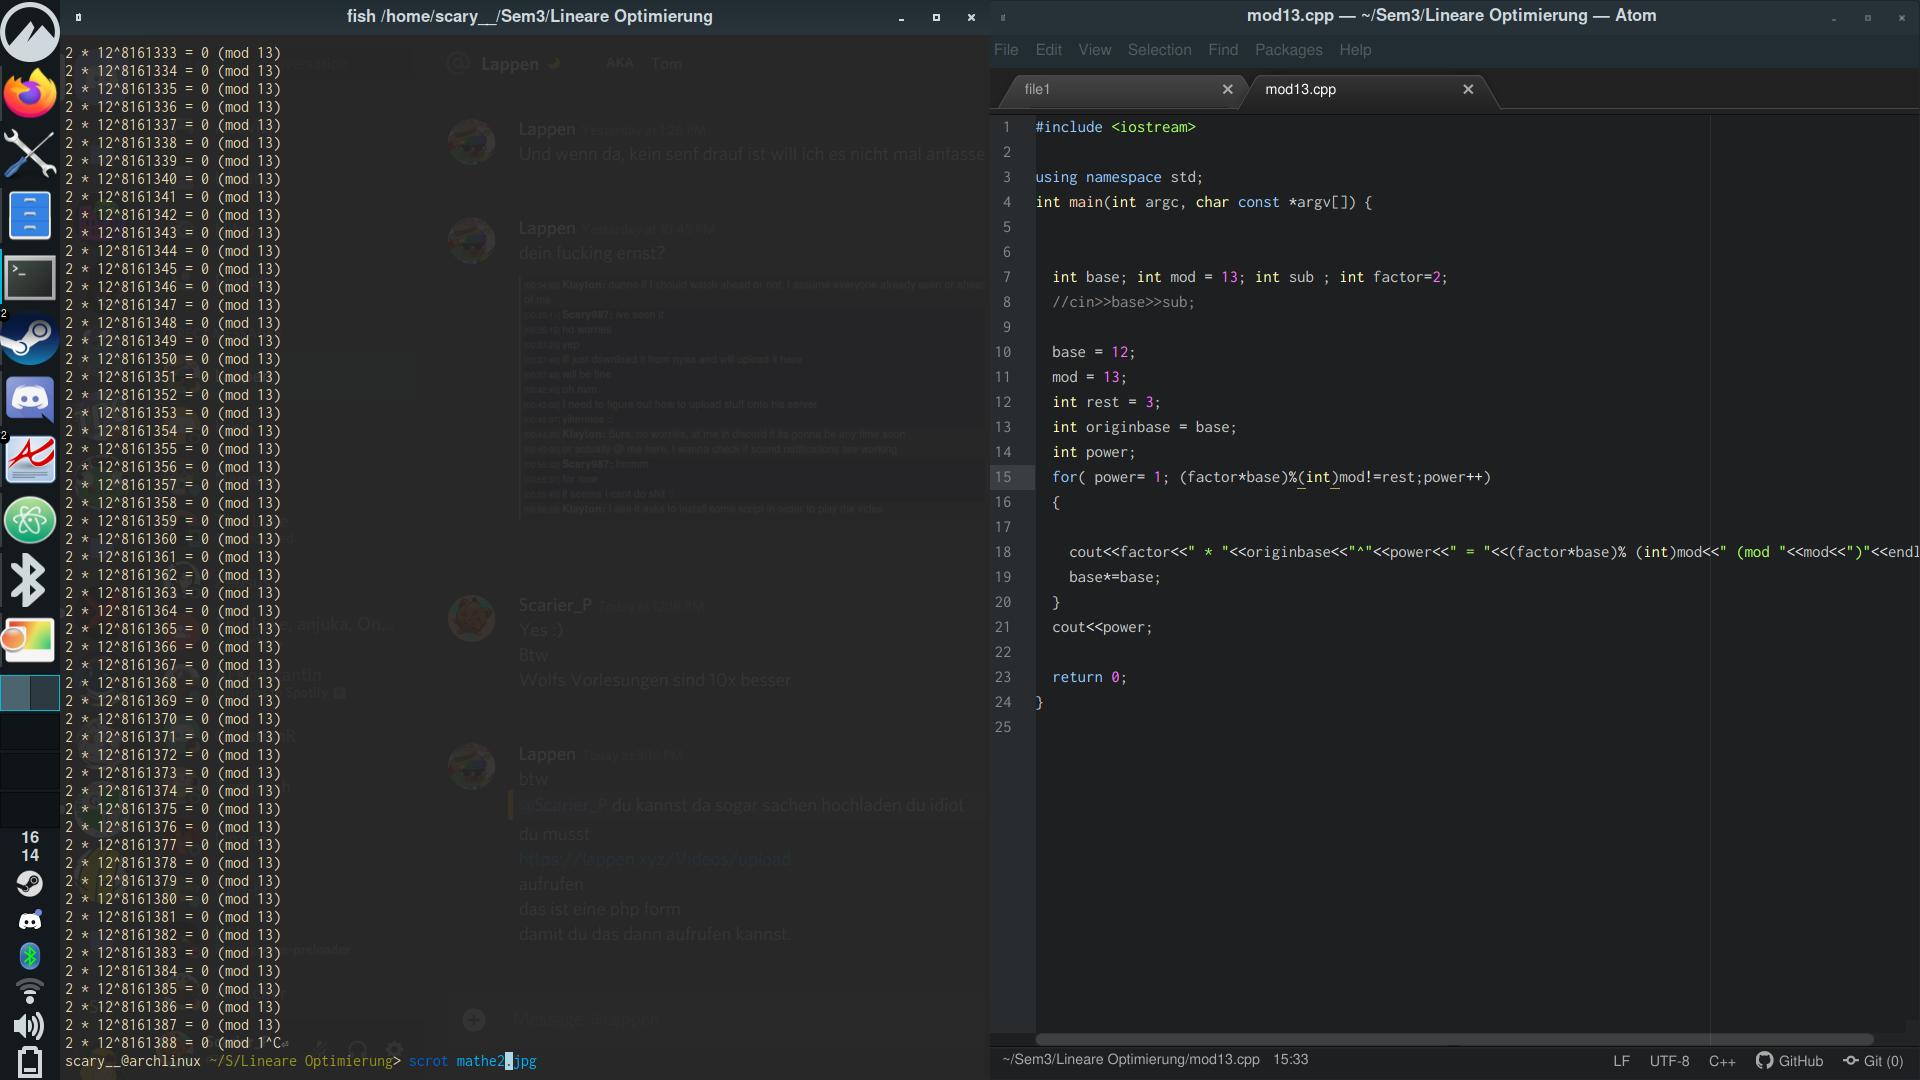 fish /home/scary__/Sem3/Lineare Optimierung
2 * 12^8161333 = 0 (mod 13)
2 * 12^8161334 = 0 (mod 13)
2 * 12^8161335 = 0 (mod 13)
2 * 12^8161336 = 0 (mod 13)
2 * 12^8161337 = 0 (mod 13)
2 * 12^8161338 = 0 (mod 13)
2 * 12^8161339 = 0 (mod 13)
2 * 12^8161340 = 0 (mod 13)
2 * 12^8161341 = 0 (mod 13)
2 * 12^8161342 = 0 (mod 13)
2 * 12^8161343 = 0 (mod 13)
2 * 12^8161344 = 0 (mod 13)
2 * 12^8161345 = 0 (mod 13)
2 * 12^8161346 = 0 (mod 13)
2 * 12^8161347 = 0 (mod 13)
2 * 12^8161348 = 0 (mod 13)
2 * 12^8161349 = 0 (mod 13)
2 * 12^8161350 = 0 (mod 13)
2 * 12^8161351 = 0 (mod 13)
2 * 12^8161352 = 0 (mod 13)
2 * 12^8161353 = 0 (mod 13)
2 * 12^8161354 = 0 (mod 13)
2 * 12^8161355 = 0 (mod 13)
2 * 12^8161356 = 0 (mod 13)
2 * 12^8161357 = 0 (mod 13)
2 * 12^8161358 = 0 (mod 13)
2 * 12^8161359 = 0 (mod 13)
2 * 12^8161360 = 0 (mod 13)
2 * 12^8161361 = 0 (mod 13)
2 * 12^8161362 = 0 (mod 13)
2 * 12^8161363 = 0 (mod 13)
2 * 12^8161364 = 0 (mod 13)
2 * 12^8161365 = 0 (mod 13)
2 * 12^8161366 = 0 (mod 13)
2 * 12^8161367 = 0 (mod 13)
2 * 12^8161368 = 0 (mod 13)
2 * 12^8161369 = 0 (mod 13)
2 * 12^8161370 = 0 (mod 13)
2 * 12^8161371 = 0 (mod 13)
2 * 12^8161372 = 0 (mod 13)
2 * 12^8161373 = 0 (mod 13)
2 * 12^8161374 = 0 (mod 13)
2 * 12^8161375 = 0 (mod 13)
2 * 12^8161376 = 0 (mod 13)
2 * 12^8161377 = 0 (mod 13)
2 * 12^8161378 = 0 (mod 13)
2 * 12^8161379 = 0 (mod 13)
2 * 12^8161380 = 0 (mod 13)
2 * 12^8161381 = 0 (mod 13)
2 * 12^8161382 = 0 (mod 13)
2 * 12^8161383 = 0 (mod 13)
2 * 12^8161384 = 0 (mod 13)
2 * 12^8161385 = 0 (mod 13)
2 * 12^8161386 = 0 (mod 13)
2 * 12^8161387 = 0 (mod 13)
2 * 12^8161388 = 0 (mod 1^C⏎
scary__@archlinux ~/S/Lineare Optimierung> scrot mathe2.jpg
Lappen AKA Tom
Lappen Yesterday at 1:26 PM
Und wenn da, kein senf drauf ist will ich es nicht mal anfasse
Lappen Yesterday at 10:45 PM
dein fucking ernst?
Scarier_P Today at 12:18 PM
Yes :)
Btw
Wolfs Vorlesungen sind 10x besser
Lappen
btw
@Scarier_P du kannst da sogar sachen hochladen du idiot
du musst
https://lappen.xyz/Videos/upload
aufrufen
das ist eine php form
damit du das dann aufrufen kannst.
Message @Lappen
2
2
16
14
mod13.cpp — ~/Sem3/Lineare Optimierung — Atom
File Edit View Selection Find Packages Help
file1
mod13.cpp
1 #include <iostream>
2
3 using namespace std;
4 int main(int argc, char const *argv[]) {
5
6
7 int base; int mod = 13; int sub ; int factor=2;
8 //cin>>base>>sub;
9
10 base = 12;
11 mod = 13;
12 int rest = 3;
13 int originbase = base;
14 int power;
15 for( power= 1; (factor*base)%(int)mod!=rest;power++)
16 {
17
18 cout<<factor<<" * "<<originbase<<"^"<<power<<" = "<<(factor*base)% (int)mod<<" (mod "<<mod<<")"<<endl
19 base*=base;
20 }
21 cout<<power;
22
23 return 0;
24 }
25
~/Sem3/Lineare Optimierung/mod13.cpp 15:33
LF UTF-8 C++ GitHub Git (0)